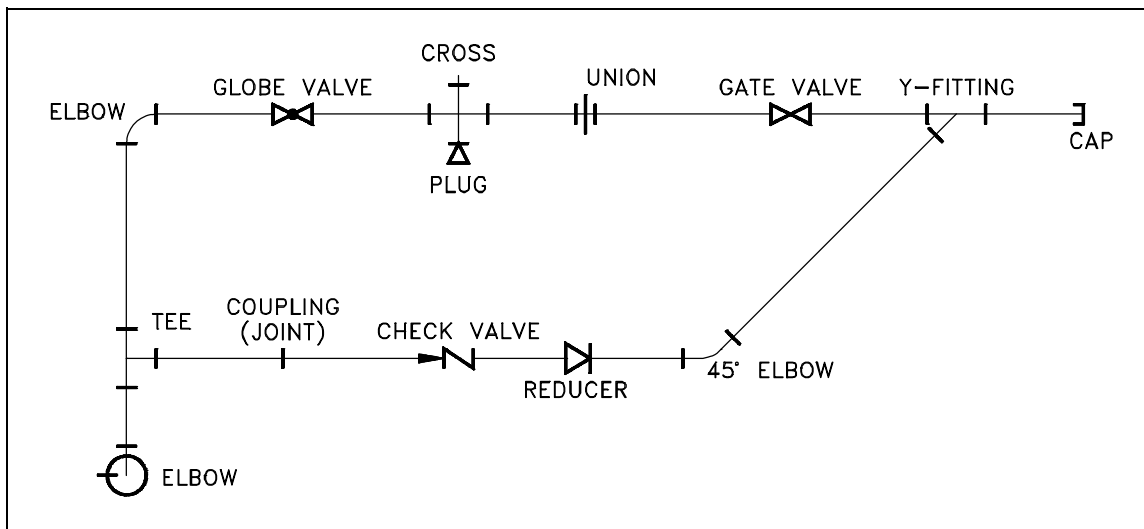 CROSS
GLOBE VALVE
UNION
GATE VALVE
Y-FITTING
ELBOW
CAP
PLUG
TEE
COUPLING
(JOINT)
CHECK VALVE
REDUCER
45° ELBOW
ELBOW